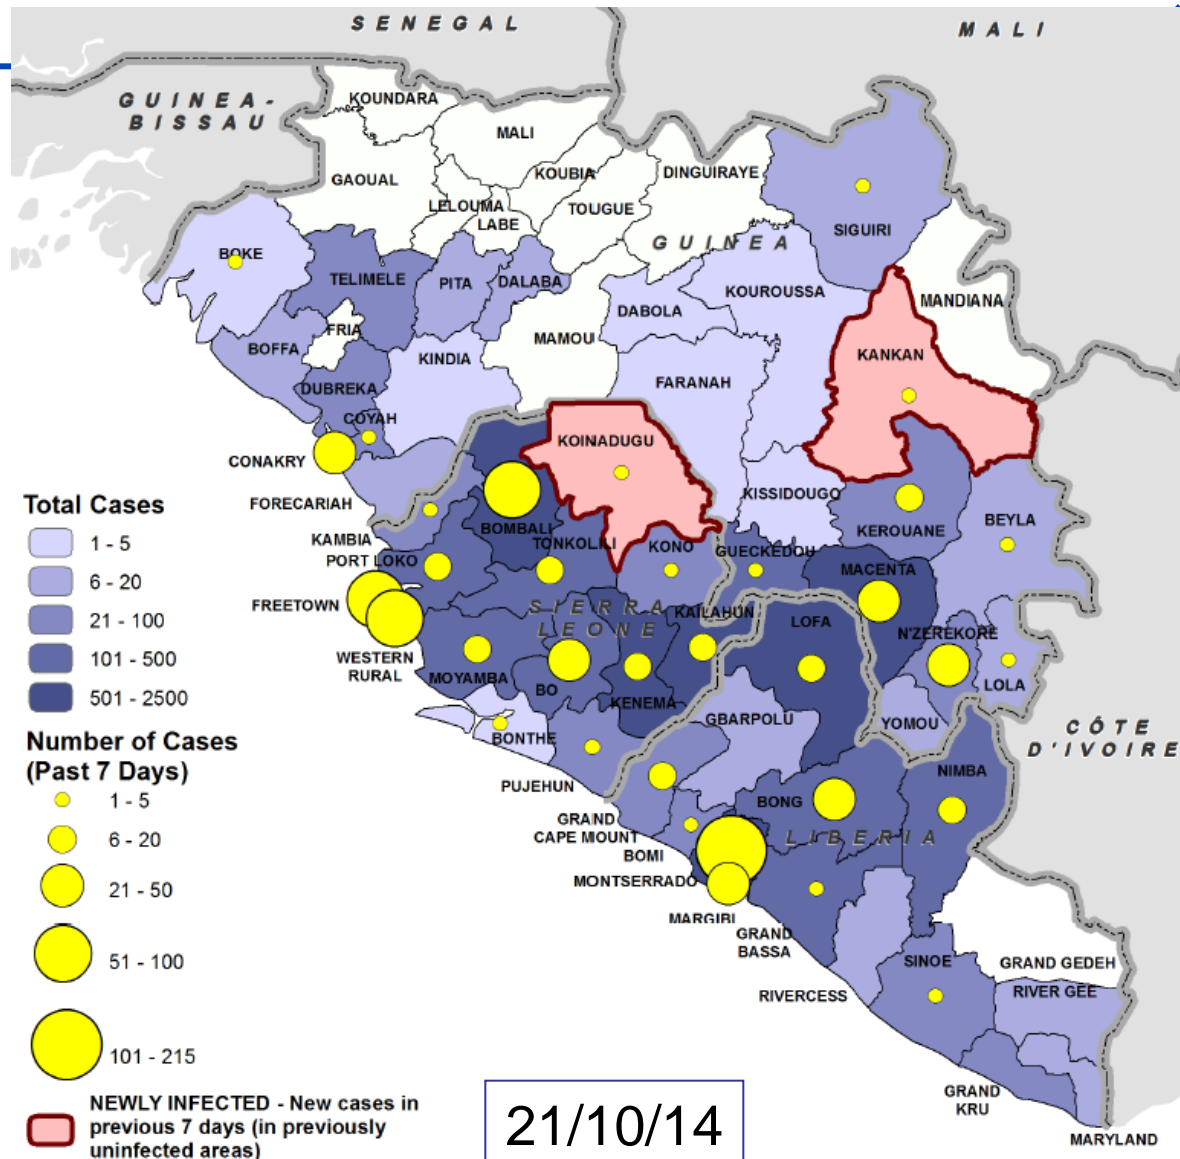 SENEGAL
MALI
GUINEA-
BISSAU
KOUNDARA
MALI
GAOUAL
KOUBIA
DINGUIRAYE
LELOUMA
LABE
TOUGUE
SIGUIRI
GUINEA
BOKE
TELIMELE
PITA
DALABA
KOUROUSSA
MANDIANA
DABOLA
FRIA
MAMOU
BOFFA
KINDIA
KANKAN
FARANAH
DUBREKA
COYAH
KOINADUGU
CONAKRY
FORECARIAH
KISSIDOUGO
BEYLA
KEROUANE
BOMBALI
KAMBIA
TONKOLILI
KONO
GUECKEDOU
PORT LOKO
MACENTA
FREETOWN
SIERRA
LEONE
KAILAHUN
LOFA
N'ZEREKORE
WESTERN
RURAL
MOYAMBA
BO
KENEMA
LOLA
GBARPOLU
YOMOU
BONTHE
CÔTE
D'IVOIRE
PUJEHUN
NIMBA
BONG
GRAND
CAPE MOUNT
LIBERIA
BOMI
MONTSERRADO
MARGIBI
GRAND
BASSA
SINOE
GRAND GEDEH
RIVERCESS
RIVER GEE
GRAND
KRU
MARYLAND
Total Cases
1 - 5
6 - 20
21 - 100
101 - 500
501 - 2500
Number of Cases
(Past 7 Days)
1 - 5
6 - 20
21 - 50
51 - 100
101 - 215
NEWLY INFECTED - New cases in
previous 7 days (in previously
uninfected areas)
21/10/14